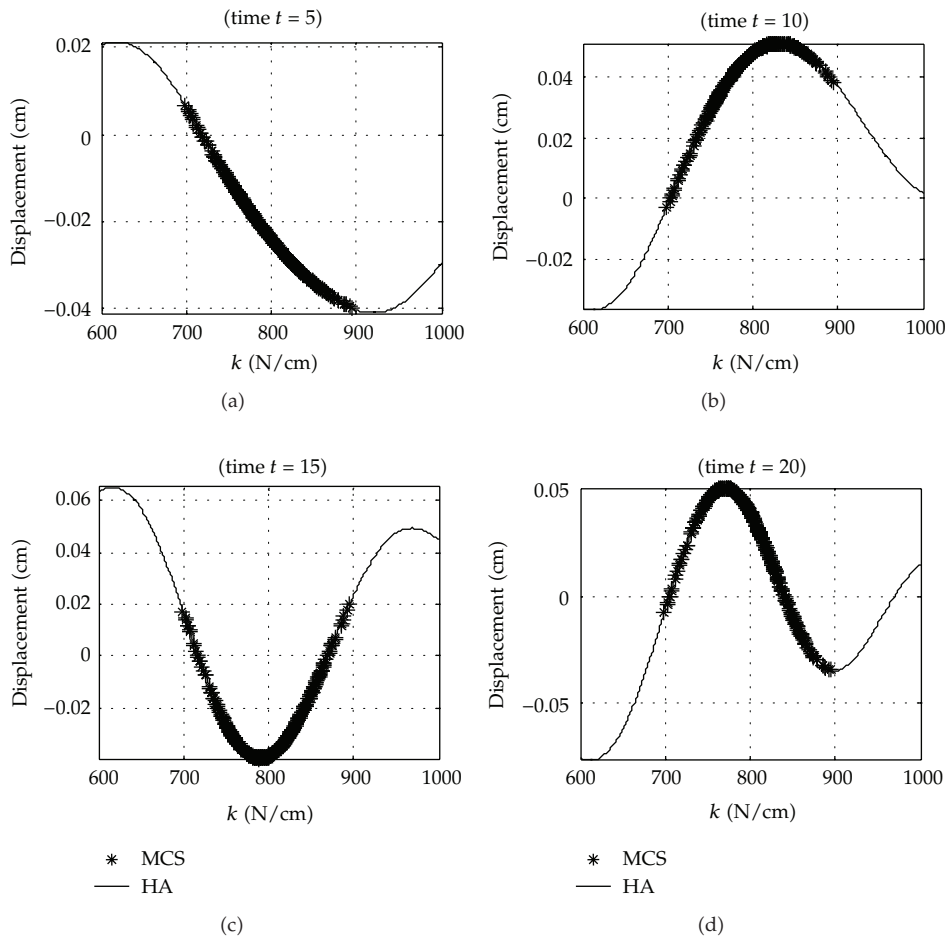 (time t = 5)
Displacement (cm)
0.02
0
−0.02
−0.04
600 700 800 900 1000
k (N/cm)
(a)
(time t = 10)
Displacement (cm)
0.04
0.02
0
−0.02
600 700 800 900 1000
k (N/cm)
(b)
(time t = 15)
Displacement (cm)
0.06
0.04
0.02
0
−0.02
600 700 800 900 1000
k (N/cm)
MCS
HA
(c)
(time t = 20)
Displacement (cm)
0.05
0
−0.05
600 700 800 900 1000
k (N/cm)
MCS
HA
(d)